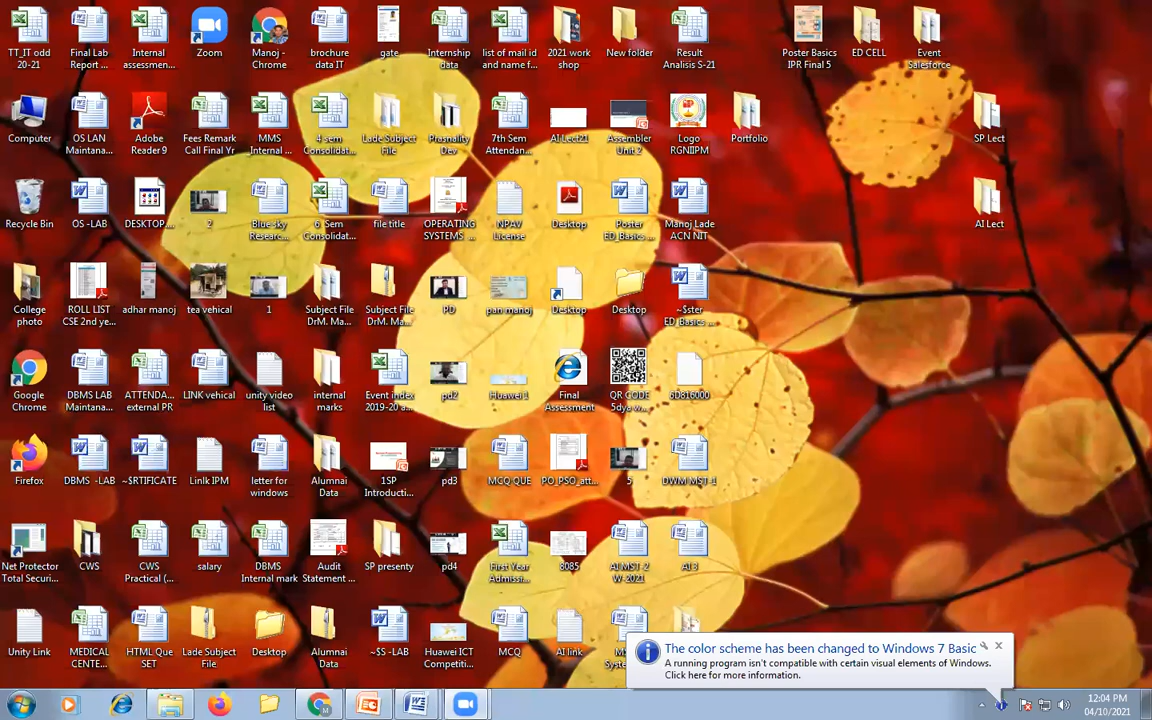 TT_IT odd
20-21
Final Lab
Report ...
Internal
assessmen...
Zoom
Manoj -
Chrome
brochure
data IT
gate
Internship
data
list of mail id
and name f...
2021 work
shop
New folder
Result
Analisis S-21
Poster Basics
IPR Final 5
ED CELL
Event
Salesforce
Computer
OS LAN
Maintana...
Adobe
Reader 9
Fees Remark
Call Final Yr
MMS
Internal ...
4 sem
Consolidat...
Lade Subject
File
Prasnality
Dev
7th Sem
Attendan...
AI Lect21
Assembler
Unit 2
Logo
RGNIIPM
Portfolio
SP Lect
Recycle Bin
OS -LAB
DESKTOP...
2
Blue sky
Researc...
6 Sem
Consolidat...
file title
OPERATING
SYSTEMS ...
NPAV
License
Desktop
Poster
ED_Basics ...
Manoj Lade
ACN NIT
AI Lect
College
photo
ROLL LIST
CSE 2nd ye...
adhar manoj
tea vehical
1
Subject File
DrM. Ma...
Subject File
DrM. Ma...
PD
pan manoj
Desktop
Desktop
~$ster
ED_Basics ...
Google
Chrome
DBMS LAB
Maintana...
ATTENDA...
external PR
LINK vehical
unity video
list
internal
marks
Event index
2019-20 a...
pd2
Huawei1
Final
Assessment
QR CODE
5dya w...
6D816000
Firefox
DBMS -LAB
~$RTIFICATE
Linlk IPM
letter for
windows
Alumnai
Data
1SP
Introducti...
pd3
MCQ QUE
PO_PSO_att...
5
DWM MST-1
Net Protector
Total Securi...
CWS
CWS
Practical (...
salary
DBMS
Internal mark
Audit
Statement ...
SP presenty
pd4
First Year
Admissi...
8085
AI MST-2
W-2021
AI 3
Unity Link
MEDICAL
CENTE...
HTML Que
SET
Lade Subject
File
Desktop
Alumnai
Data
~$S -LAB
Huawei ICT
Competiti...
MCQ
AI link
The color scheme has been changed to Windows 7 Basic
A running program isn't compatible with certain visual elements of Windows.
Click here for more information.
12:04 PM
04/10/2021